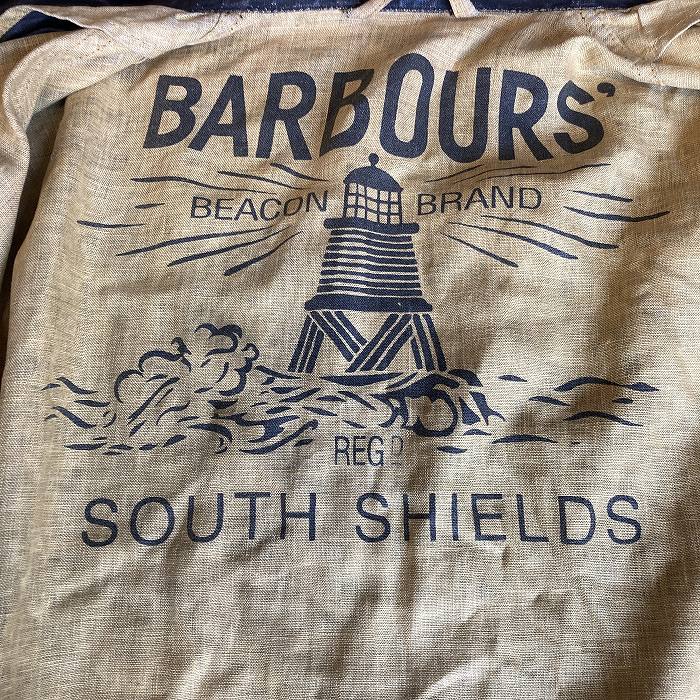 BARBOURS'
BEACON BRAND
REGD
SOUTH SHIELDS